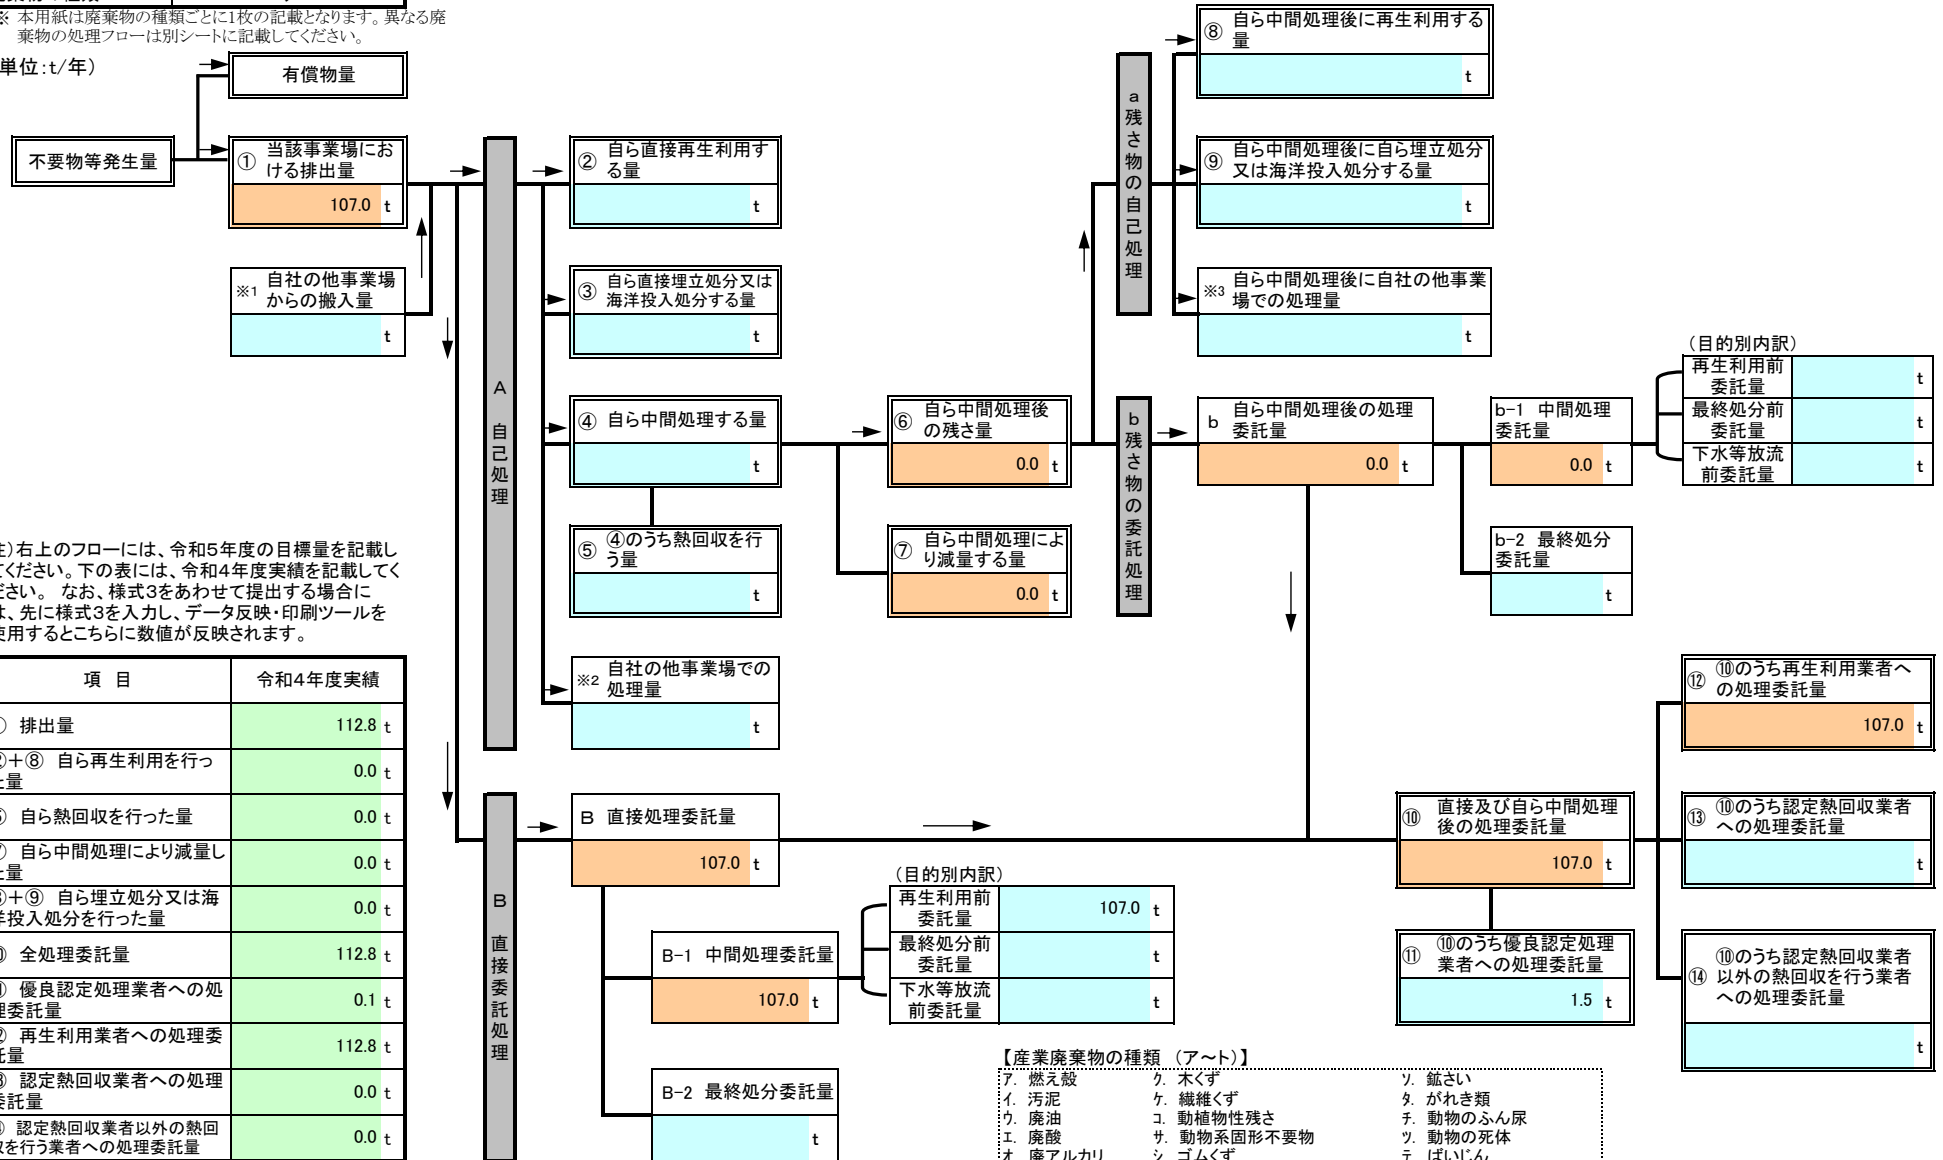 ※ 本用紙は廃棄物の種類ごとに1枚の記載となります。異なる廃
棄物の処理フローは別シートに記載してください。
単位:t/年)
有償物量
不要物等発生量
① 当該事業場にお
ける排出量
107.0 t
※1 自社の他事業場
からの搬入量
t
A 自己処理
② 自ら直接再生利用す
る量
t
③ 自ら直接埋立処分又は
海洋投入処分する量
t
④ 自ら中間処理する量
t
⑤ ④のうち熱回収を行
う量
t
※2 自社の他事業場での
処理量
t
⑥ 自ら中間処理後
の残さ量
0.0 t
⑦ 自ら中間処理によ
り減量する量
0.0 t
a 残さ物の自己処理
⑧ 自ら中間処理後に再生利用する
量
t
⑨ 自ら中間処理後に自ら埋立処分
又は海洋投入処分する量
t
※3 自ら中間処理後に自社の他事業
場での処理量
t
b 残さ物の委託処理
b 自ら中間処理後の処理
委託量
0.0 t
b-1 中間処理
委託量
0.0 t
(目的別内訳)
再生利用前
委託量
t
最終処分前
委託量
t
下水等放流
前委託量
t
b-2 最終処分
委託量
t
)右上のフローには、令和5年度の目標量を記載し
ください。下の表には、令和4年度実績を記載してく
さい。 なお、様式3をあわせて提出する場合に
、先に様式3を入力し、データ反映・印刷ツールを
使用するとこちらに数値が反映されます。
項 目 令和4年度実績
排出量 112.8 t
+⑧ 自ら再生利用を行っ
量 0.0 t
自ら熱回収を行った量 0.0 t
自ら中間処理により減量し
量 0.0 t
+⑨ 自ら埋立処分又は海
洋投入処分を行った量 0.0 t
全処理委託量 112.8 t
優良認定処理業者への処
理委託量 0.1 t
再生利用業者への処理委
託量 112.8 t
認定熱回収業者への処理
委託量 0.0 t
認定熱回収業者以外の熱回
収を行う業者への処理委託量 0.0 t
B 直接委託処理
B 直接処理委託量
107.0 t
B-1 中間処理委託量
107.0 t
B-2 最終処分委託量
t
(目的別内訳)
再生利用前
委託量
107.0 t
最終処分前
委託量
t
下水等放流
前委託量
t
⑩ 直接及び自ら中間処理
後の処理委託量
107.0 t
⑪ ⑩のうち優良認定処理
業者への処理委託量
1.5 t
⑫ ⑩のうち再生利用業者へ
の処理委託量
107.0 t
⑬ ⑩のうち認定熱回収業者
への処理委託量
t
⑭ ⑩のうち認定熱回収業者
以外の熱回収を行う業者
への処理委託量
t
【産業廃棄物の種類 (ア~ト)】
ア. 燃え殻 ク. 木くず ソ. 鉱さい
イ. 汚泥 ケ. 繊維くず タ. がれき類
ウ. 廃油 コ. 動植物性残さ チ. 動物のふん尿
エ. 廃酸 サ. 動物系固形不要物 ツ. 動物の死体
オ. 廃アルカリ シ. ゴムくず テ. ばいじん